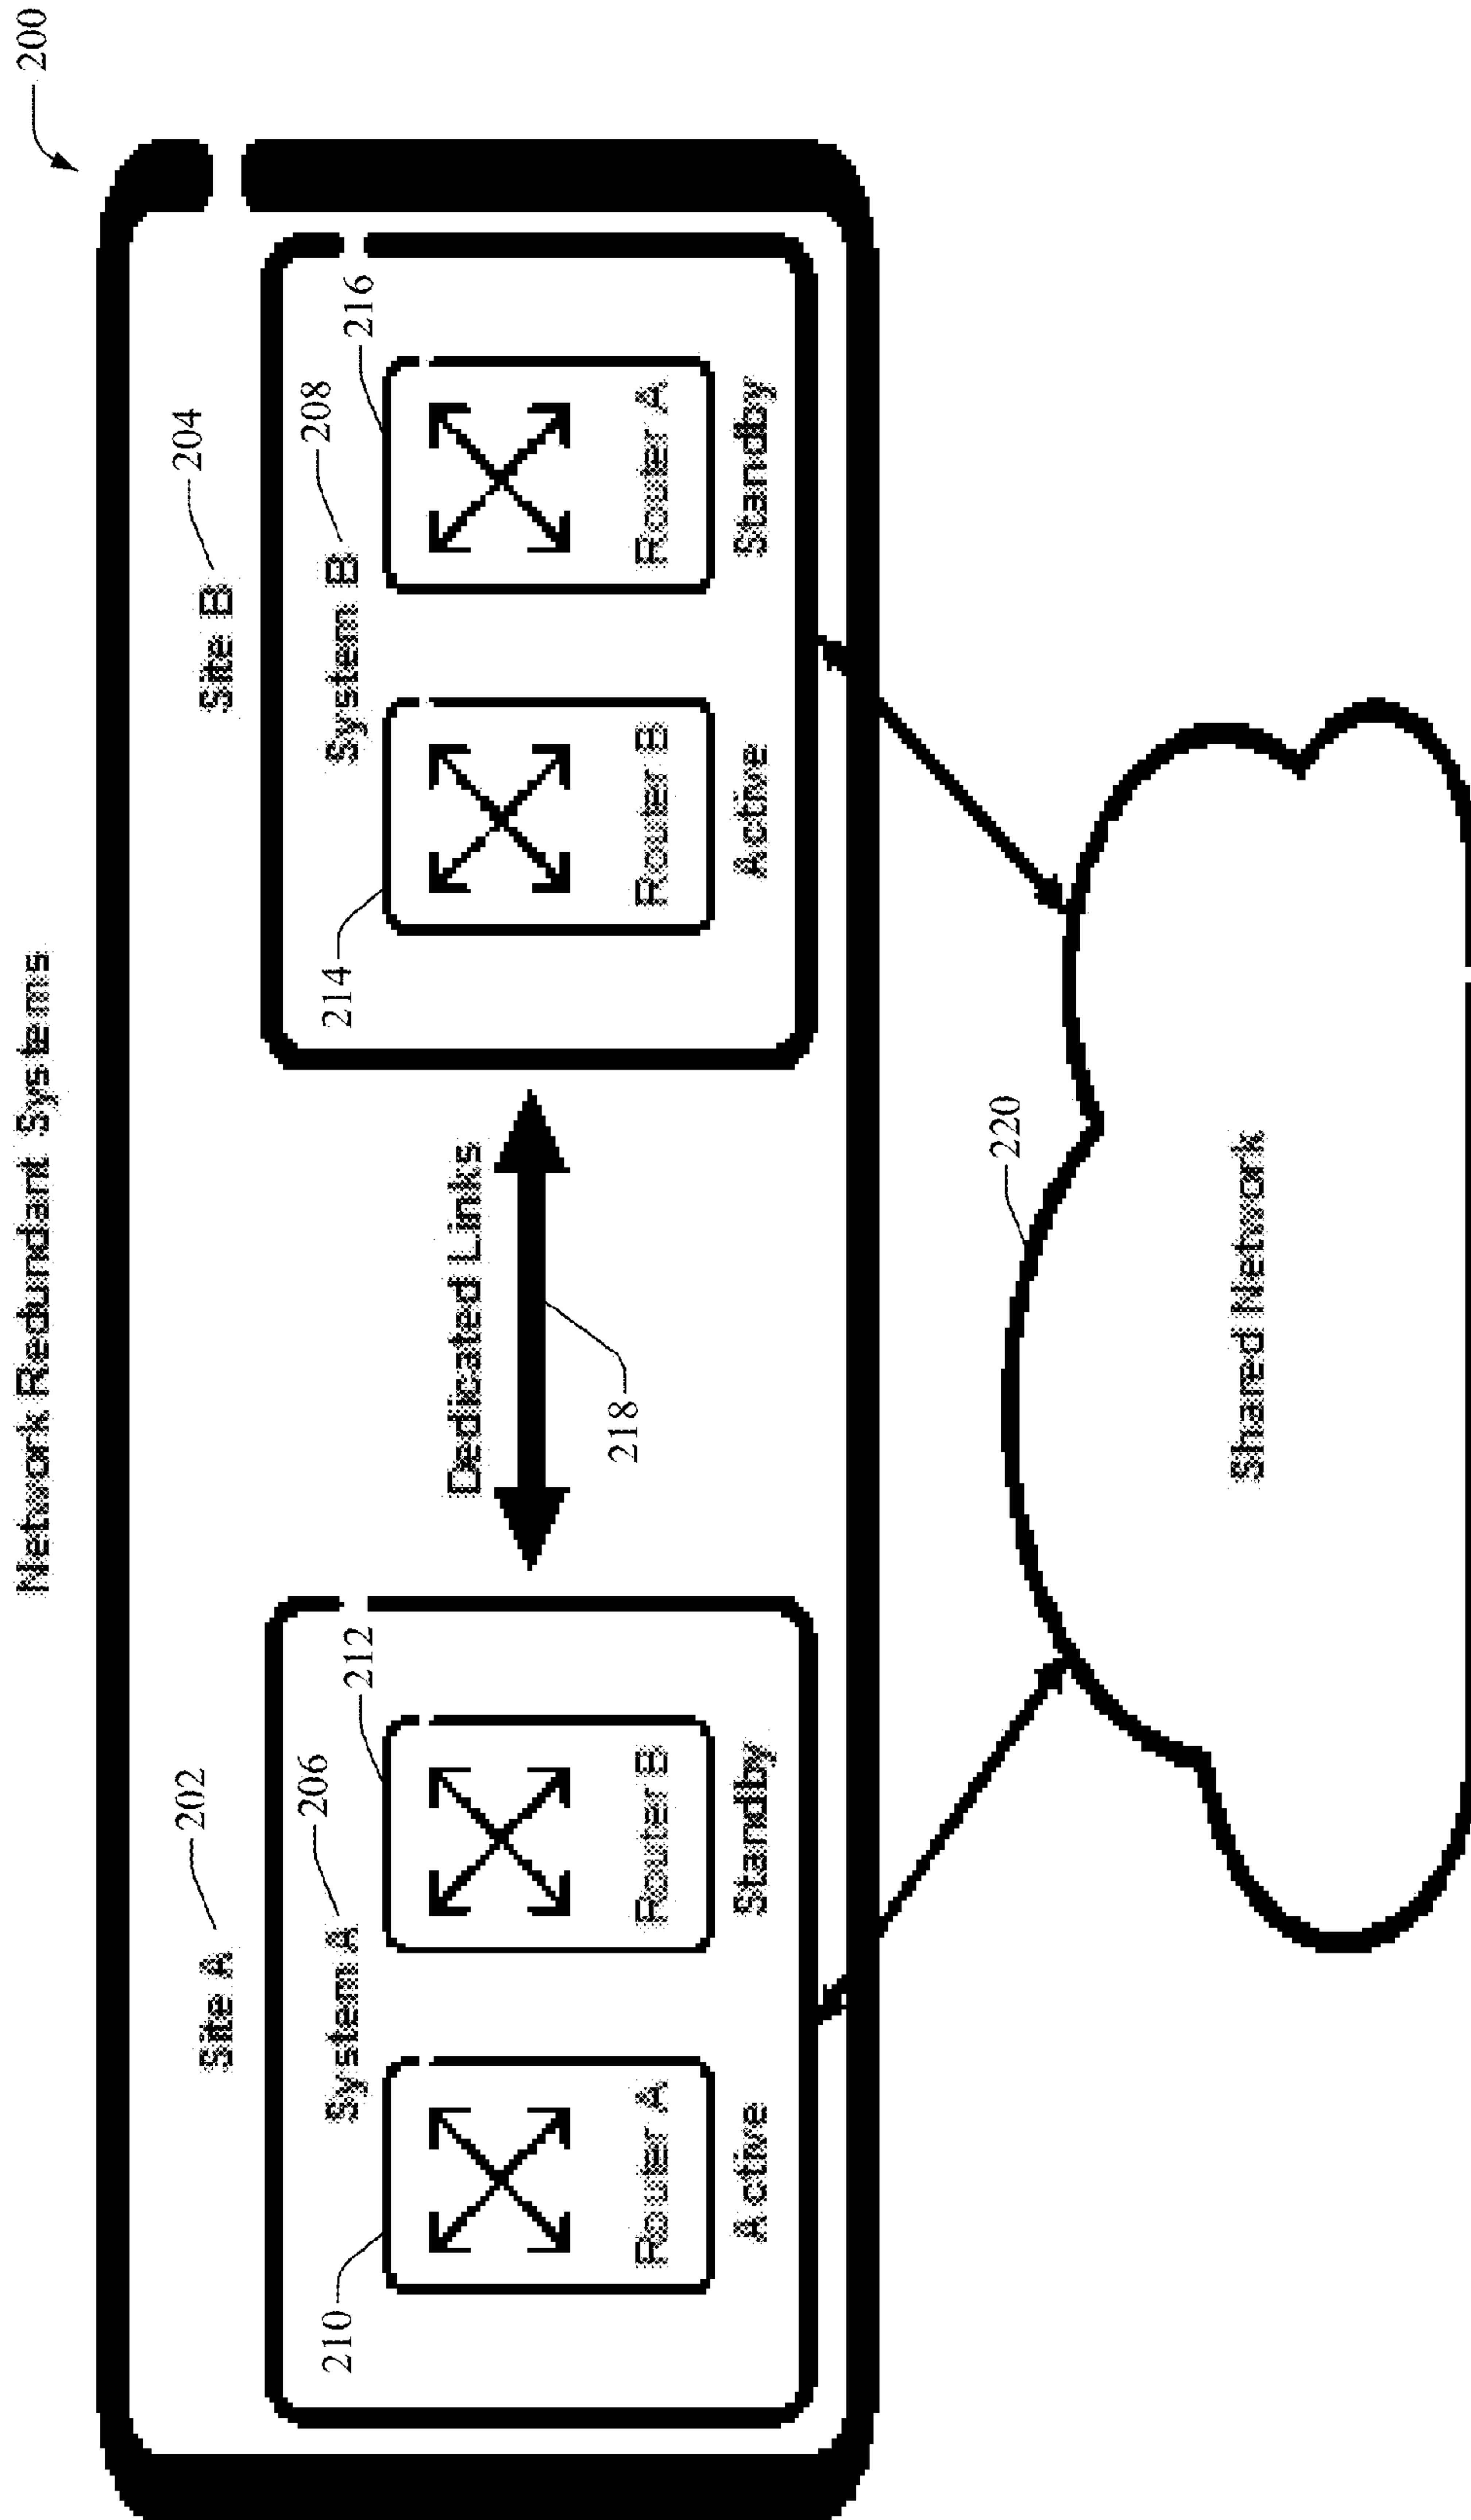 Network Redundant Systems
200
Site A
202
Site B
204
System A
206
System B
208
210
212
214
216
Router A
Router B
Router B
Router A
Active
Standby
Active
Standby
Dedicated Links
218
220
Shared Network